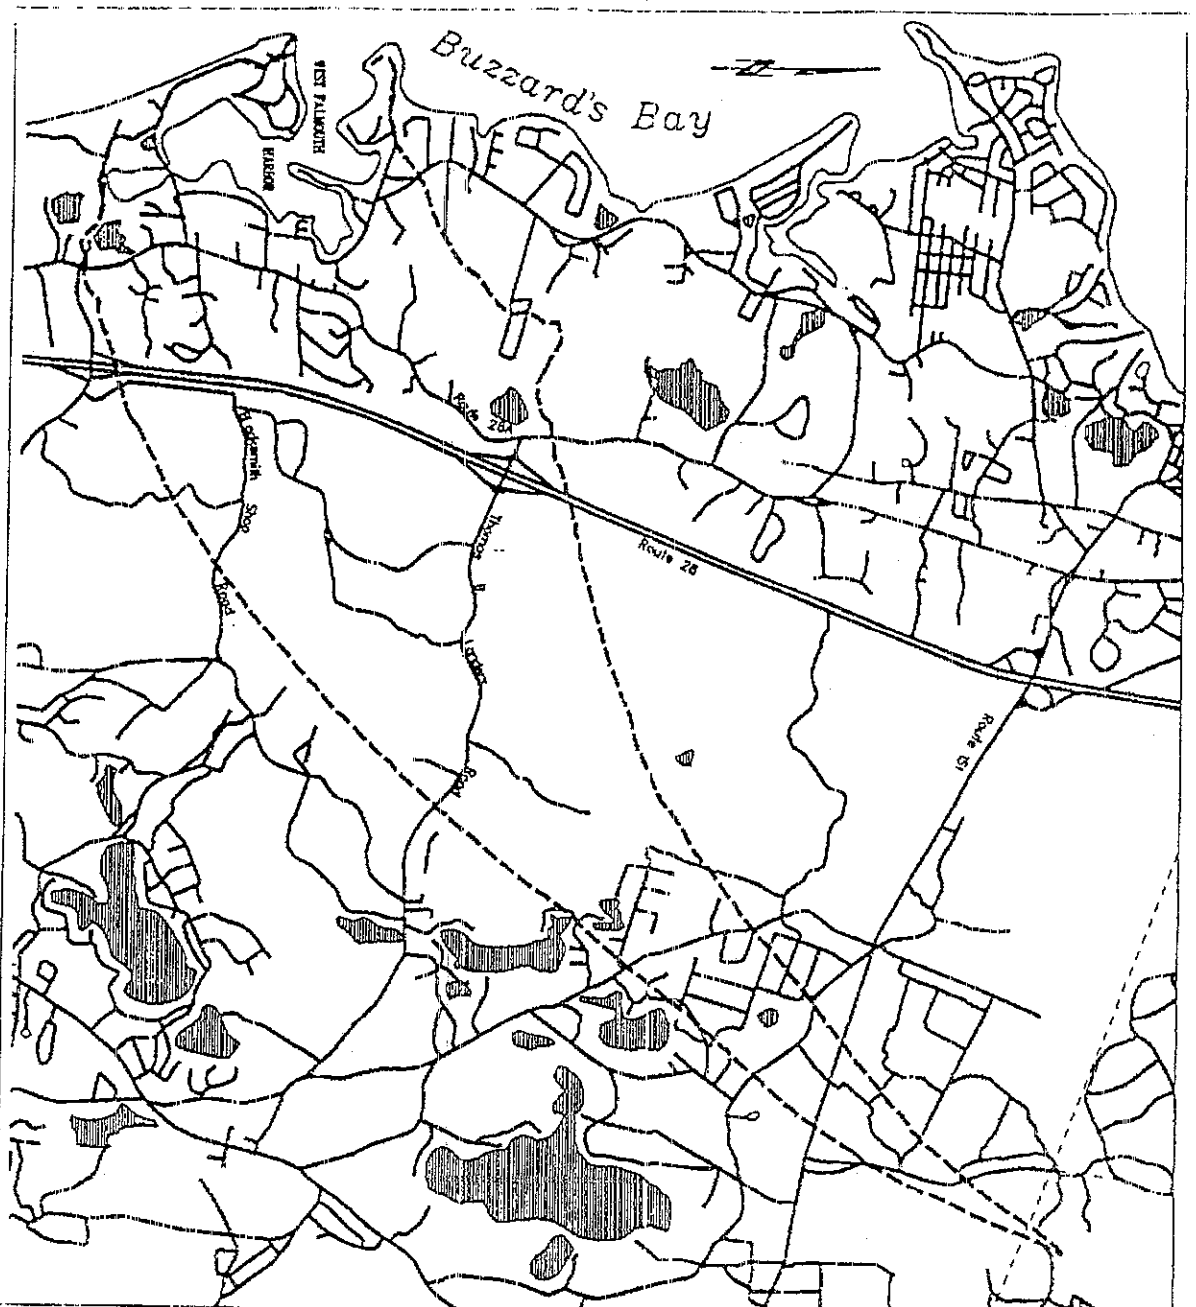 Buzzard's Bay
WEST FALMOUTH
HARBOR
N
Route 28A
Blacksmith Shop Road
Thomas B Landers Road
Route 28
Route 151